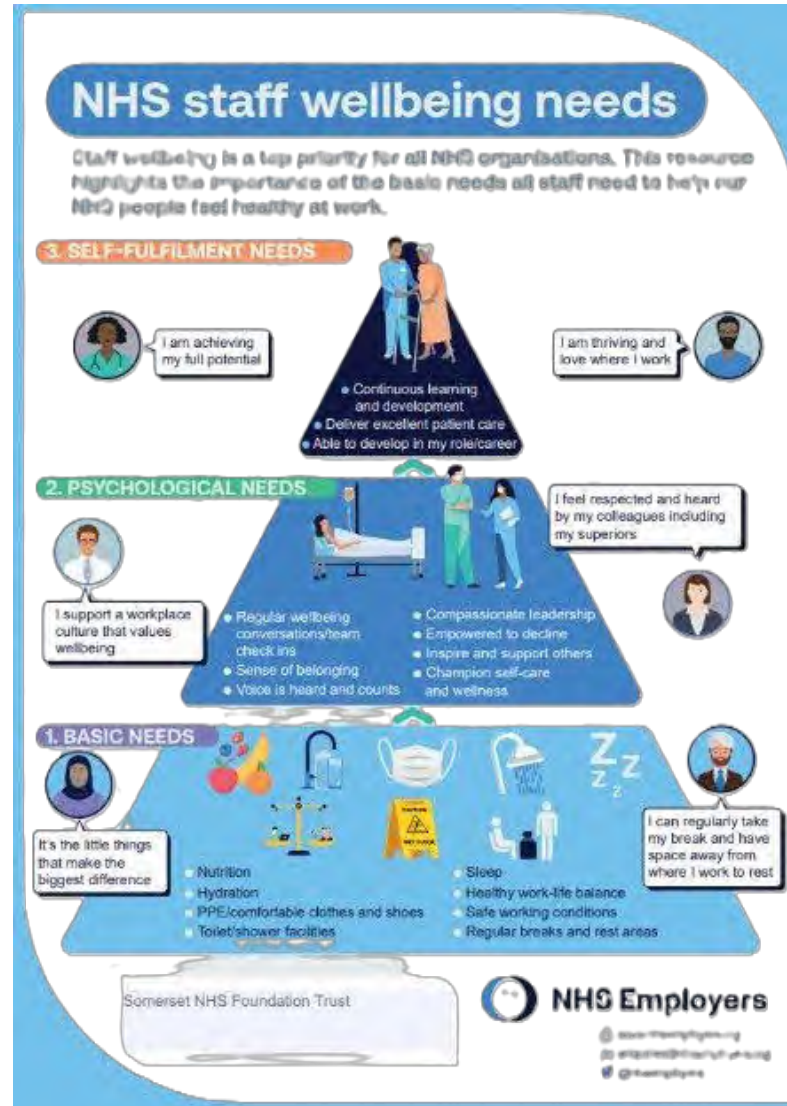 NHS staff wellbeing needs
Staff wellbeing is a top priority for all NHS organisations. This resource
highlights the importance of the basic needs all staff need to help our
NHS people feel healthy at work.
3. SELF-FULFILMENT NEEDS
I am achieving
my full potential
I am thriving and
love where I work
Continuous learning
and development
Deliver excellent patient care
Able to develop in my role/career
2. PSYCHOLOGICAL NEEDS
I feel respected and heard
by my colleagues including
my superiors
I support a workplace
culture that values
wellbeing
Regular wellbeing
conversations/team
check ins
Sense of belonging
Voice is heard and counts
Compassionate leadership
Empowered to decline
Inspire and support others
Champion self-care
and wellness
1. BASIC NEEDS
Z Z
Z z
It's the little things
that make the
biggest difference
I can regularly take
my break and have
space away from
where I work to rest
Nutrition
Hydration
PPE/comfortable clothes and shoes
Toilet/shower facilities
Sleep
Healthy work-life balance
Safe working conditions
Regular breaks and rest areas
Somerset NHS Foundation Trust
NHS Employers